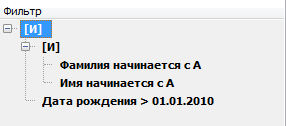 Фильтр
[И]
[И]
Фамилия начинается с А
Имя начинается с А
Дата рождения > 01.01.2010